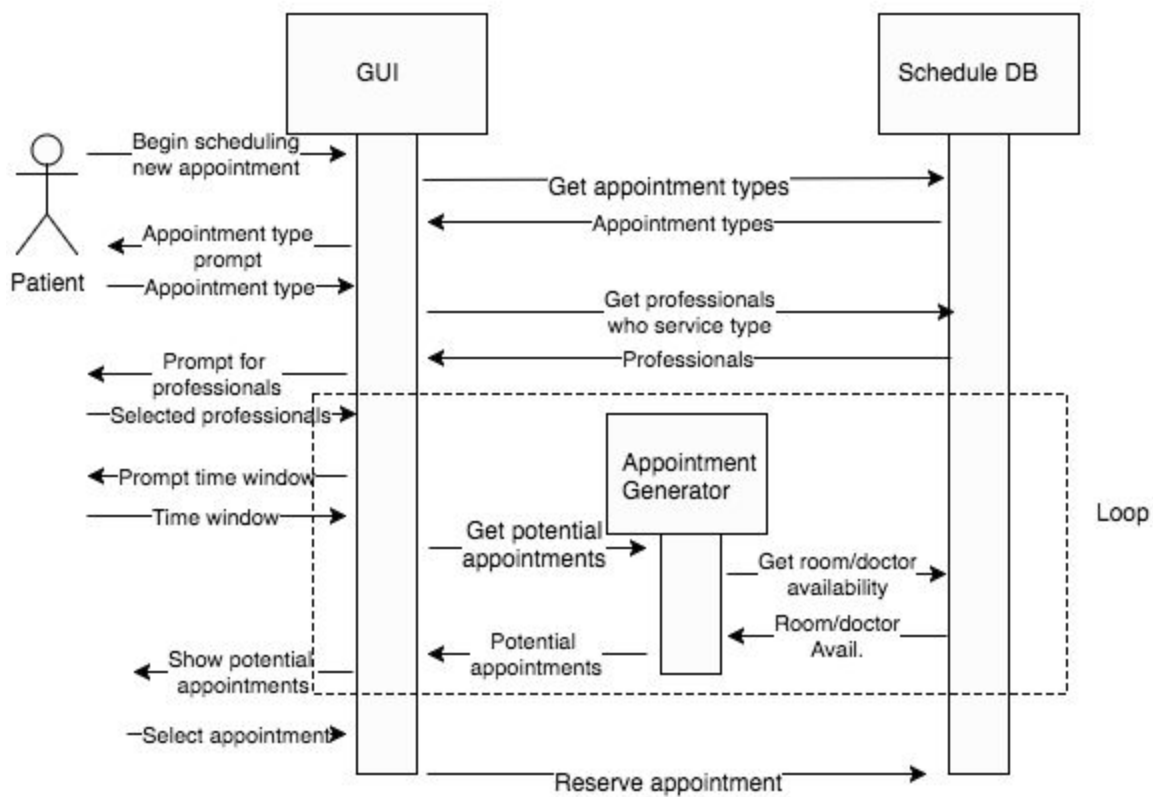 GUI
Schedule DB
Begin scheduling
new appointment
Get appointment types
Appointment types
Appointment type
prompt
Patient
Appointment type
Get professionals
who service type
Professionals
Prompt for
professionals
Selected professionals
Appointment
Generator
Prompt time window
Time window
Loop
Get potential
appointments
Get room/doctor
availability
Room/doctor
Avail.
Potential
appointments
Show potential
appointments
Select appointment
Reserve appointment